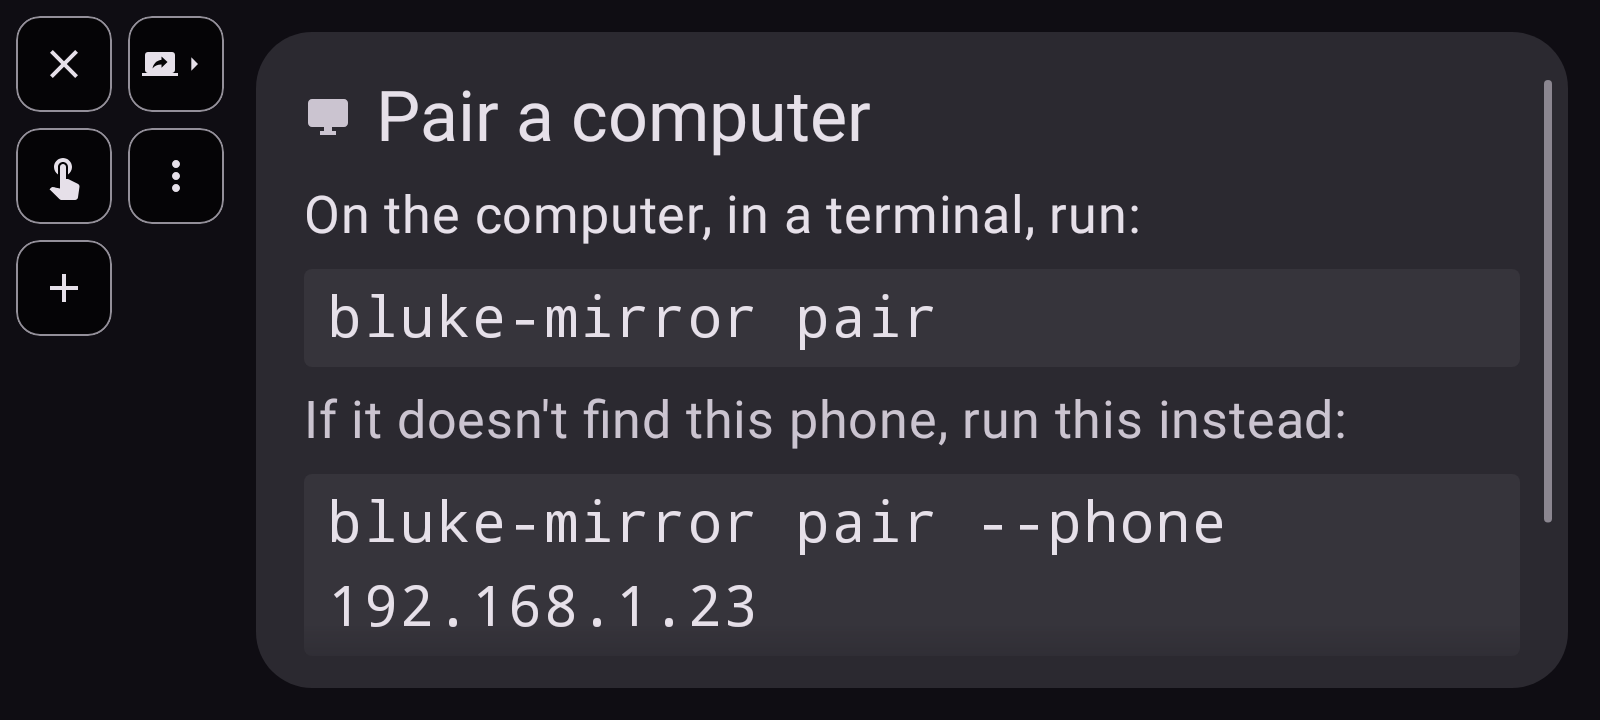 Pair a computer
On the computer, in a terminal, run:
bluke-mirror pair
If it doesn't find this phone, run this instead:
bluke-mirror pair --phone
192.168.1.23